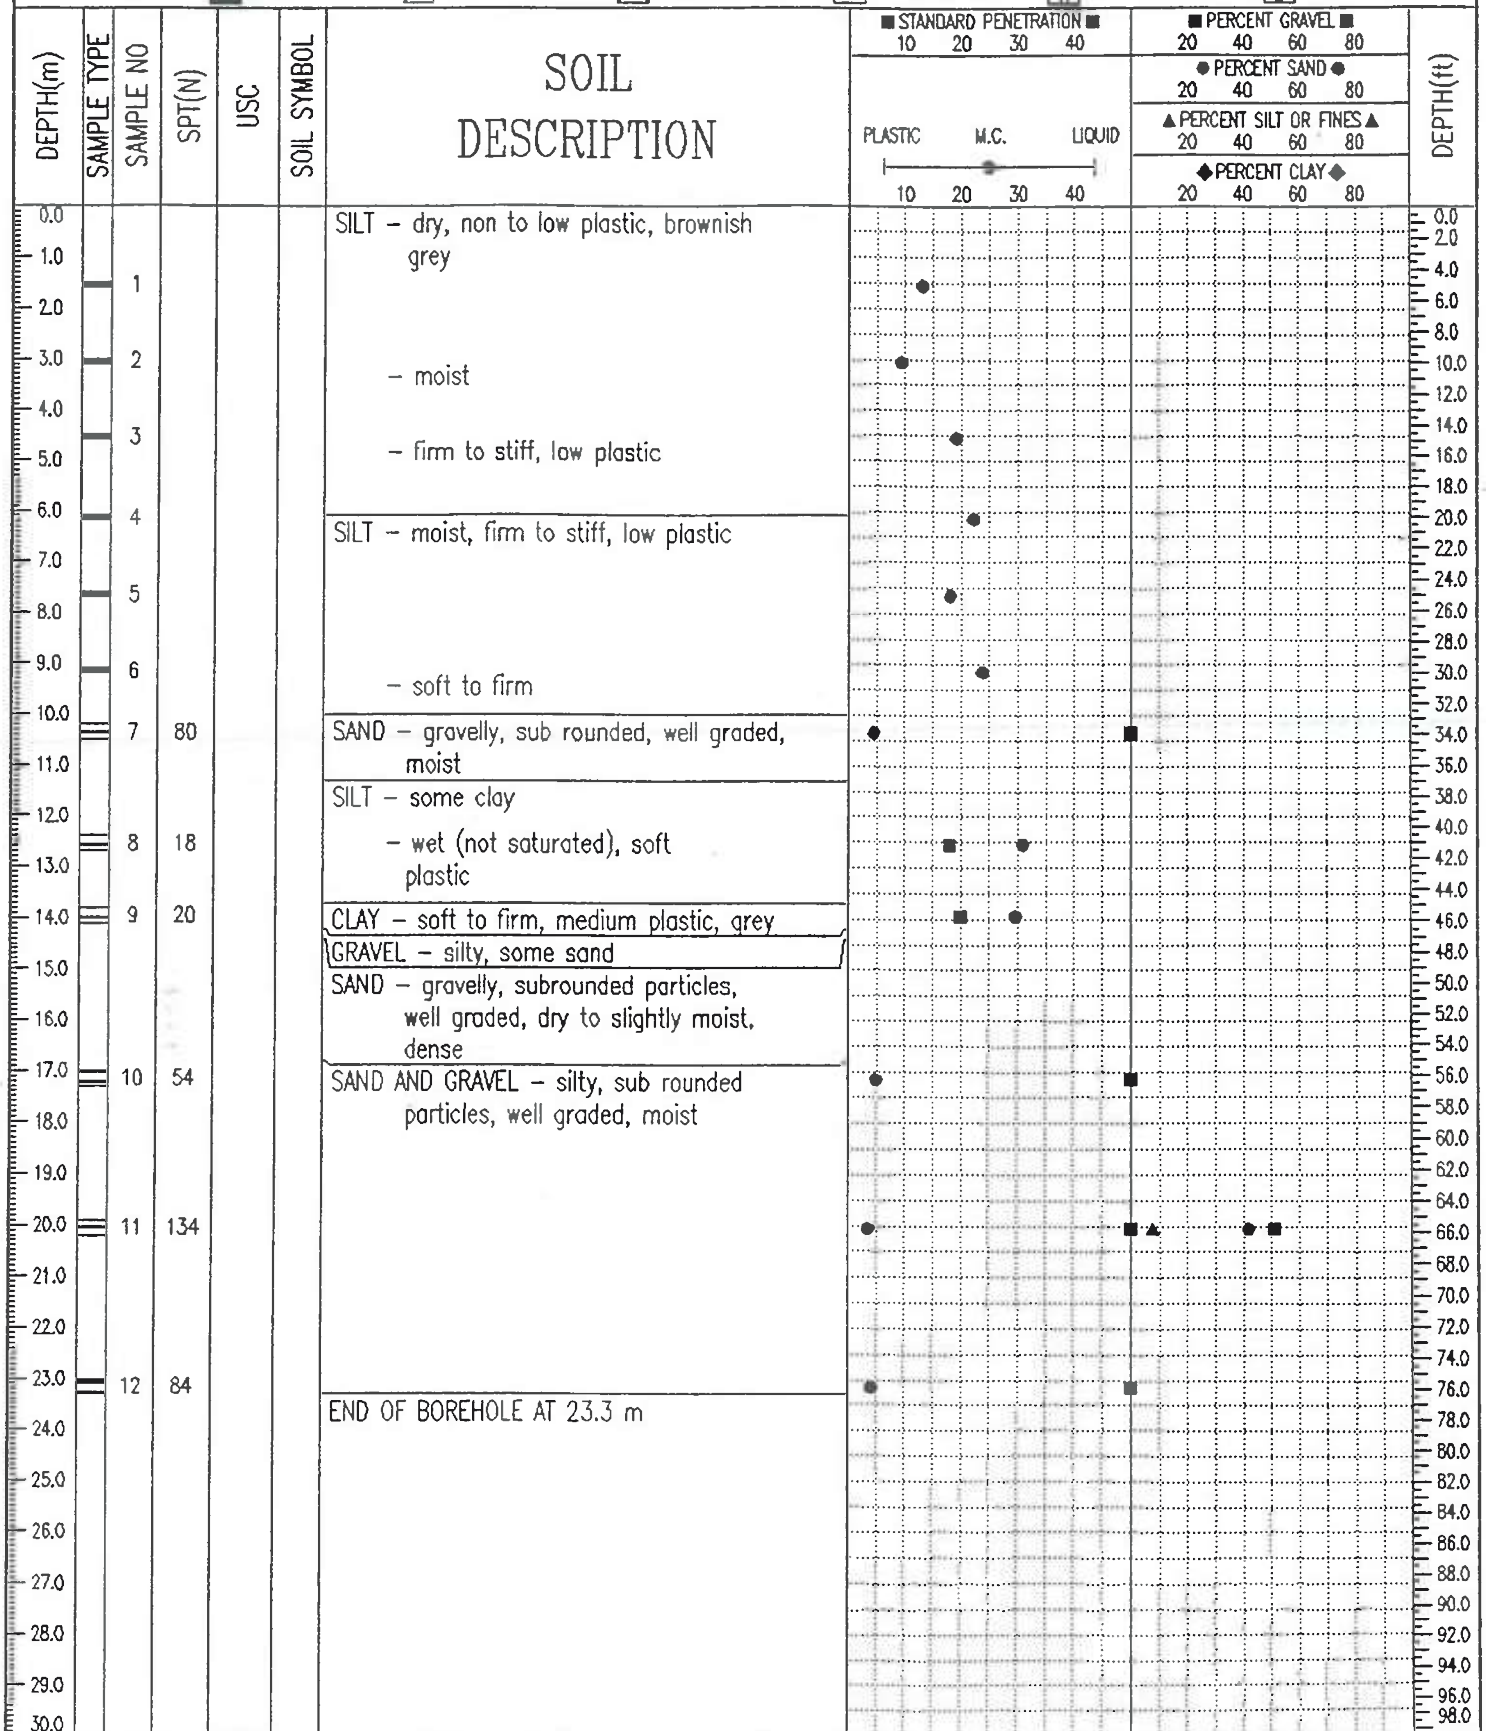 DEPTH(m)
SAMPLE TYPE
SAMPLE NO
SPT(N)
USC
SOIL SYMBOL
SOIL
DESCRIPTION
■ STANDARD PENETRATION ■
10 20 30 40
PLASTIC M.C. LIQUID
10 20 30 40
■ PERCENT GRAVEL ■
20 40 60 80
● PERCENT SAND ●
20 40 60 80
▲ PERCENT SILT OR FINES ▲
20 40 60 80
◆ PERCENT CLAY ◆
20 40 60 80
DEPTH(ft)
0.0
1.0
2.0
3.0
4.0
5.0
6.0
7.0
8.0
9.0
10.0
11.0
12.0
13.0
14.0
15.0
16.0
17.0
18.0
19.0
20.0
21.0
22.0
23.0
24.0
25.0
26.0
27.0
28.0
29.0
30.0
1
2
3
4
5
6
7 80
8 18
9 20
10 54
11 134
12 84
SILT – dry, non to low plastic, brownish
grey
– moist
– firm to stiff, low plastic
SILT – moist, firm to stiff, low plastic
– soft to firm
SAND – gravelly, sub rounded, well graded,
moist
SILT – some clay
– wet (not saturated), soft
plastic
CLAY – soft to firm, medium plastic, grey
GRAVEL – silty, some sand
SAND – gravelly, subrounded particles,
well graded, dry to slightly moist,
dense
SAND AND GRAVEL – silty, sub rounded
particles, well graded, moist
END OF BOREHOLE AT 23.3 m
0.0
2.0
4.0
6.0
8.0
10.0
12.0
14.0
16.0
18.0
20.0
22.0
24.0
26.0
28.0
30.0
32.0
34.0
36.0
38.0
40.0
42.0
44.0
46.0
48.0
50.0
52.0
54.0
56.0
58.0
60.0
62.0
64.0
66.0
68.0
70.0
72.0
74.0
76.0
78.0
80.0
82.0
84.0
86.0
88.0
90.0
92.0
94.0
96.0
98.0